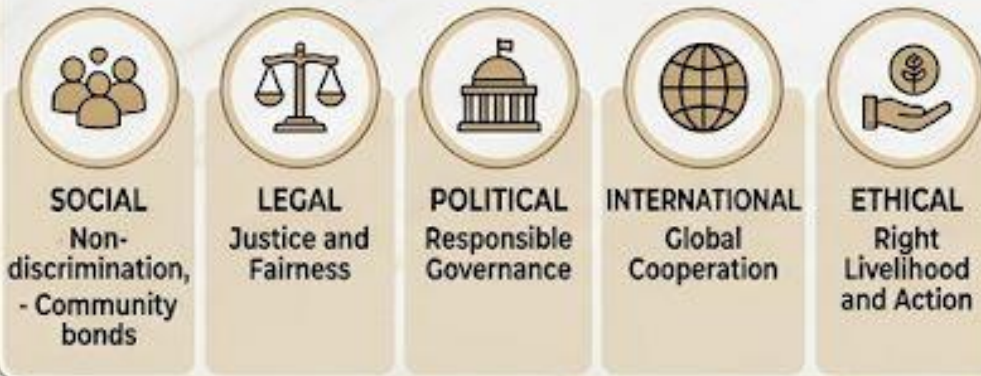 SOCIAL
Non-
discrimination,
- Community
bonds
LEGAL
Justice and
Fairness
POLITICAL
Responsible
Governance
INTERNATIONAL
Global
Cooperation
ETHICAL
Right
Livelihood
and Action